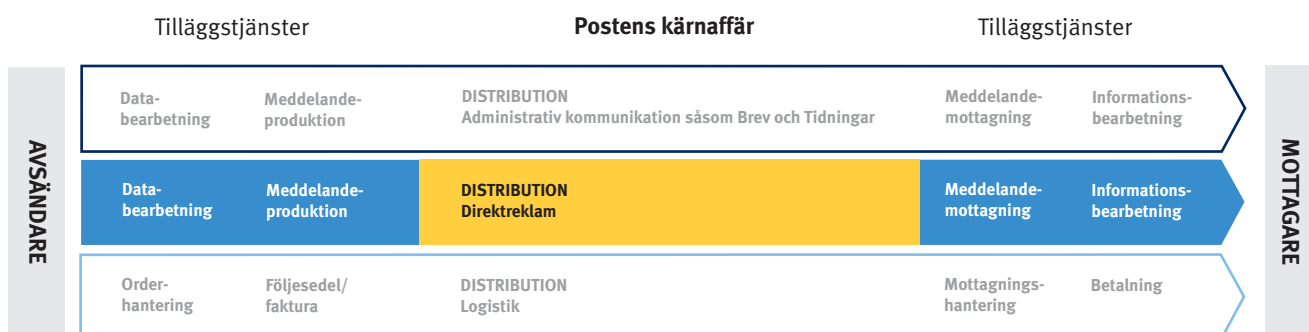 Tilläggstjänster
Postens kärnaffär
Tilläggstjänster
AVSÄNDARE
Data-
bearbetning
Meddelande-
produktion
DISTRIBUTION
Administrativ kommunikation såsom Brev och Tidningar
Meddelande-
mottagning
Informations-
bearbetning
Data-
bearbetning
Meddelande-
produktion
DISTRIBUTION
Direktreklam
Meddelande-
mottagning
Informations-
bearbetning
Order-
hantering
Följesedel/
faktura
DISTRIBUTION
Logistik
Mottagnings-
hantering
Betalning
MOTTAGARE